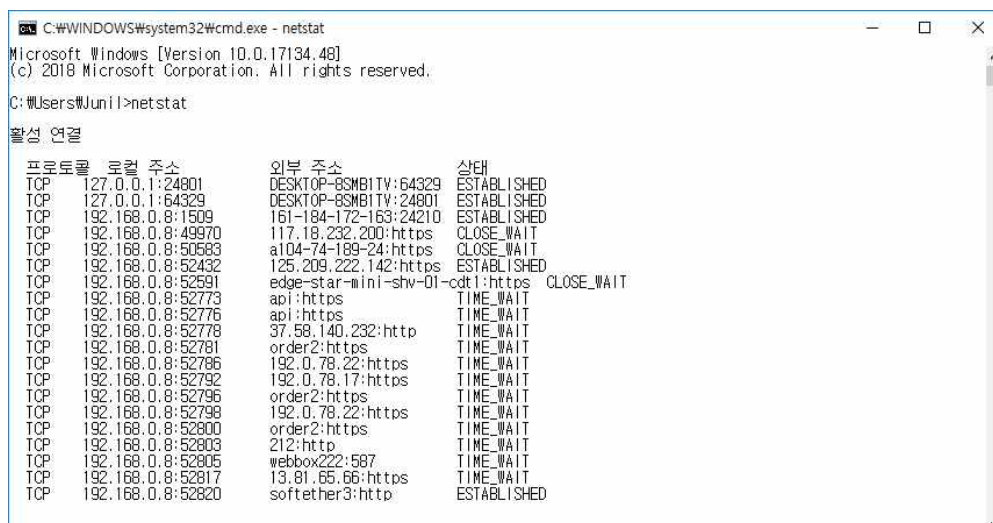 C:\WINDOWS\system32\cmd.exe - netstat
Microsoft Windows [Version 10.0.17134.48]
(c) 2018 Microsoft Corporation. All rights reserved.
C:\Users\Junil>netstat
활성 연결
프로토콜 로컬 주소 외부 주소 상태
TCP 127.0.0.1:24801 DESKTOP-8SMB1TV:64329 ESTABLISHED
TCP 127.0.0.1:64329 DESKTOP-8SMB1TV:24801 ESTABLISHED
TCP 192.168.0.8:1509 161-184-172-163:24210 ESTABLISHED
TCP 192.168.0.8:49970 117.18.232.200:https CLOSE_WAIT
TCP 192.168.0.8:50583 a104-74-189-24:https CLOSE_WAIT
TCP 192.168.0.8:52432 125.209.222.142:https ESTABLISHED
TCP 192.168.0.8:52591 edge-star-mini-shv-01-cdt1:https CLOSE_WAIT
TCP 192.168.0.8:52773 api:https TIME_WAIT
TCP 192.168.0.8:52776 api:https TIME_WAIT
TCP 192.168.0.8:52778 37.58.140.232:http TIME_WAIT
TCP 192.168.0.8:52781 order2:https TIME_WAIT
TCP 192.168.0.8:52786 192.0.78.22:https TIME_WAIT
TCP 192.168.0.8:52792 192.0.78.17:https TIME_WAIT
TCP 192.168.0.8:52796 order2:https TIME_WAIT
TCP 192.168.0.8:52798 192.0.78.22:https TIME_WAIT
TCP 192.168.0.8:52800 order2:https TIME_WAIT
TCP 192.168.0.8:52803 212:http TIME_WAIT
TCP 192.168.0.8:52805 webbox222:587 TIME_WAIT
TCP 192.168.0.8:52817 13.81.65.66:https TIME_WAIT
TCP 192.168.0.8:52820 softether3:http ESTABLISHED